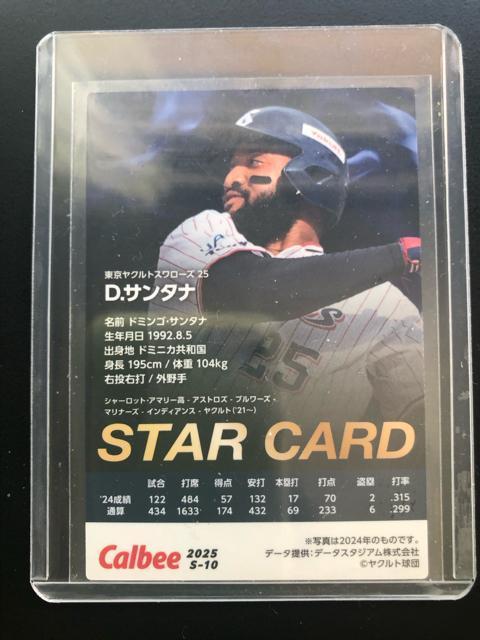 YAKULT
東京ヤクルトスワローズ 25
D.サンタナ
名前 ドミンゴ・サンタナ
生年月日 1992.8.5
出身地 ドミニカ共和国
身長 195cm / 体重 104kg
右投右打 / 外野手
シャーロット・アマリー高 - アストロズ - ブルワーズ -
マリナーズ - インディアンス - ヤクルト('21~)
25
STAR CARD
試合 打席 得点 安打 本塁打 打点 盗塁 打率
'24成績 122 484 57 132 17 70 2 .315
通算 434 1633 174 432 69 233 6 .299
Calbee 2025
S-10
※写真は2024年のものです。
データ提供：データスタジアム株式会社
©ヤクルト球団